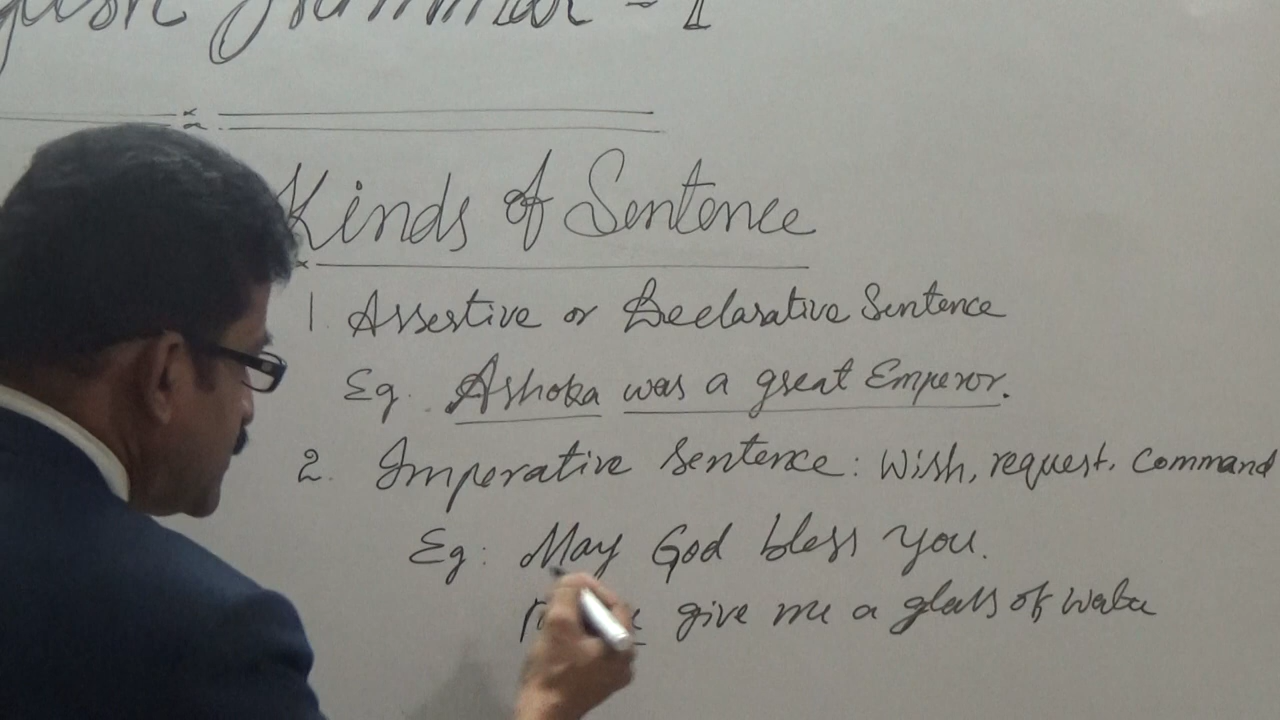 Grammar - I
Kinds of Sentence
1. Assertive or Declarative Sentence
Eg. Ashoka was a great Emperor.
2. Imperative Sentence: Wish, request, Command
Eg: May God bless you.
give me a glass of water